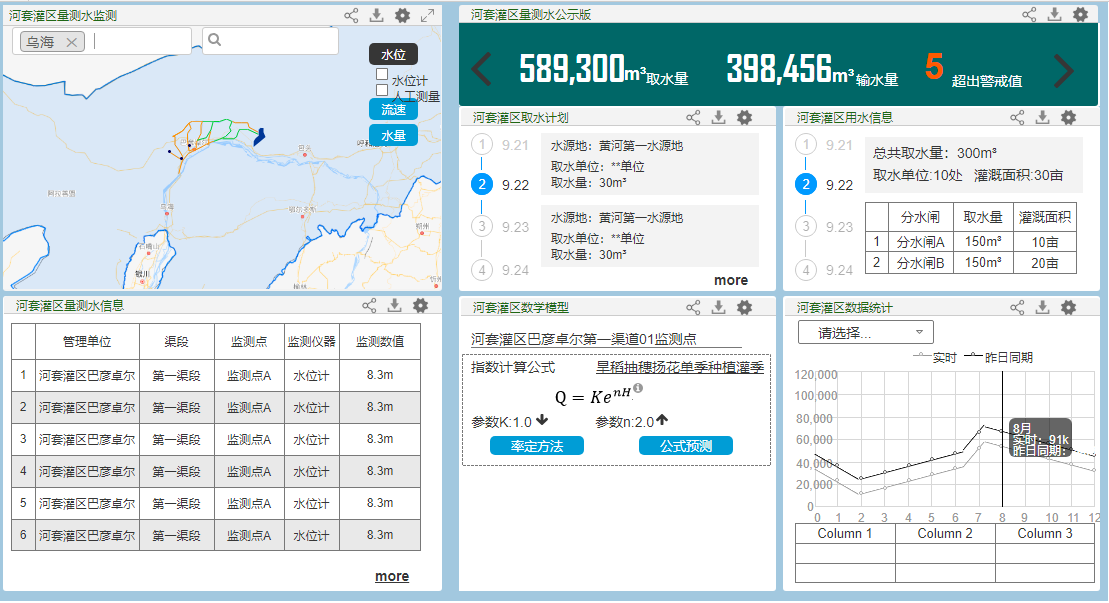 河套灌区量测水监测
乌海
水位
水位计
人工测量
流速
水量
包头
阿拉善盟
乌海
鄂尔多斯
朔州
石嘴山
银川
榆林
忻州
河套灌区量测水公示版
589,300m³取水量
398,456m³输水量
5 超出警戒值
河套灌区取水计划
1 9.21
2 9.22
3 9.23
4 9.24
水源地：黄河第一水源地
取水单位：**单位
取水量：30m³
水源地：黄河第一水源地
取水单位：**单位
取水量：30m³
more
河套灌区用水信息
1 9.21
2 9.22
3 9.23
4 9.24
总共取水量：300m³
取水单位:10处 灌溉面积:30亩
分水闸 取水量 灌溉面积
1 分水闸A 150m³ 10亩
2 分水闸B 150m³ 20亩
河套灌区量测水信息
管理单位 渠段 监测点 监测仪器 监测数值
1 河套灌区巴彦卓尔 第一渠段 监测点A 水位计 8.3m
2 河套灌区巴彦卓尔 第一渠段 监测点A 水位计 8.3m
3 河套灌区巴彦卓尔 第一渠段 监测点A 水位计 8.3m
4 河套灌区巴彦卓尔 第一渠段 监测点A 水位计 8.3m
5 河套灌区巴彦卓尔 第一渠段 监测点A 水位计 8.3m
6 河套灌区巴彦卓尔 第一渠段 监测点A 水位计 8.3m
more
河套灌区数学模型
河套灌区巴彦卓尔第一渠道01监测点
指数计算公式 旱稻抽穗扬花单季种植灌季
Q = Ke^{nH}
参数K:1.0 参数n:2.0
率定方法 公式预测
河套灌区数据统计
请选择...
实时 昨日同期
120,000
100,000
80,000
60,000
40,000
20,000
0
8月
实时：91k
昨日同期：
0 1 2 3 4 5 6 7 8 9 10 11 12
Column 1 Column 2 Column 3